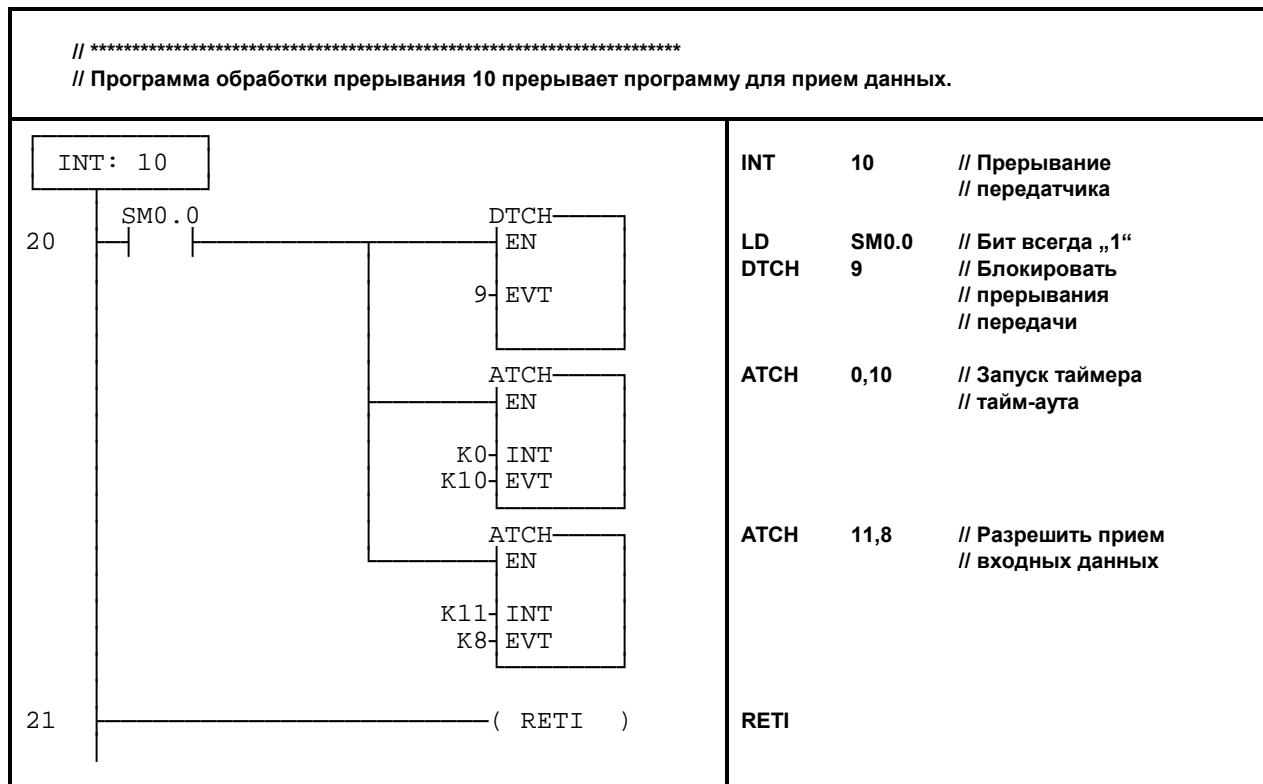 // ***********************************************************************
// Программа обработки прерывания 10 прерывает программу для прием данных.
INT: 10
SM0.0
20
DTCH
EN
9 EVT
ATCH
EN
K0 INT
K10 EVT
ATCH
EN
K11 INT
K8 EVT
21
( RETI )
INT 10 // Прерывание
// передатчика
LD SM0.0 // Бит всегда „1“
DTCH 9 // Блокировать
// прерывания
// передачи
ATCH 0,10 // Запуск таймера
// тайм-аута
ATCH 11,8 // Разрешить прием
// входных данных
RETI